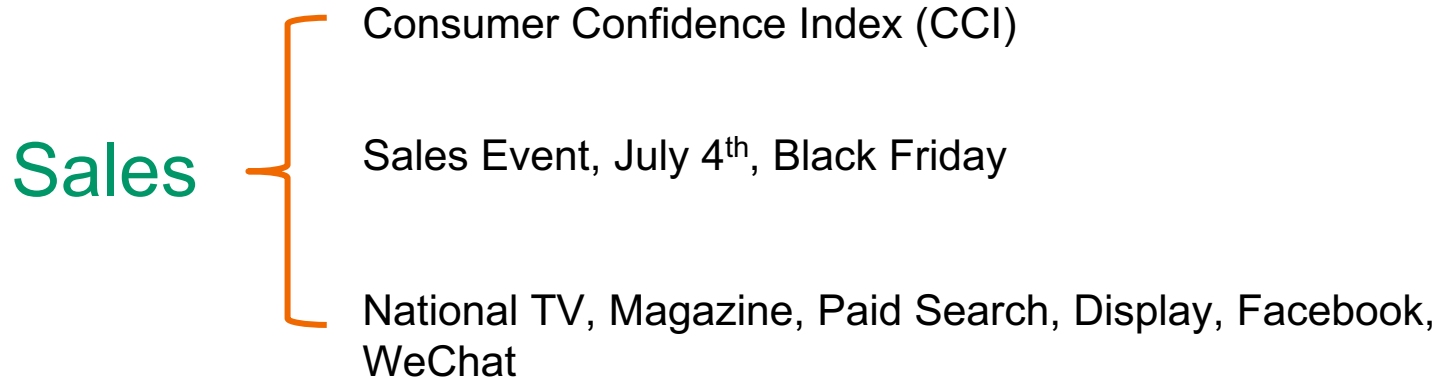 Consumer Confidence Index (CCI)
Sales
Sales Event, July 4th, Black Friday
National TV, Magazine, Paid Search, Display, Facebook,
WeChat